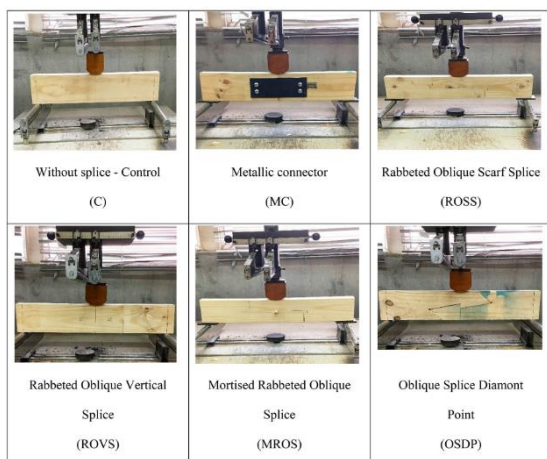 Without splice - Control
(C)
Metallic connector
(MC)
Rabbeted Oblique Scarf Splice
(ROSS)
Rabbeted Oblique Vertical
Splice
(ROVS)
Mortised Rabbeted Oblique
Splice
(MROS)
Oblique Splice Diamont
Point
(OSDP)